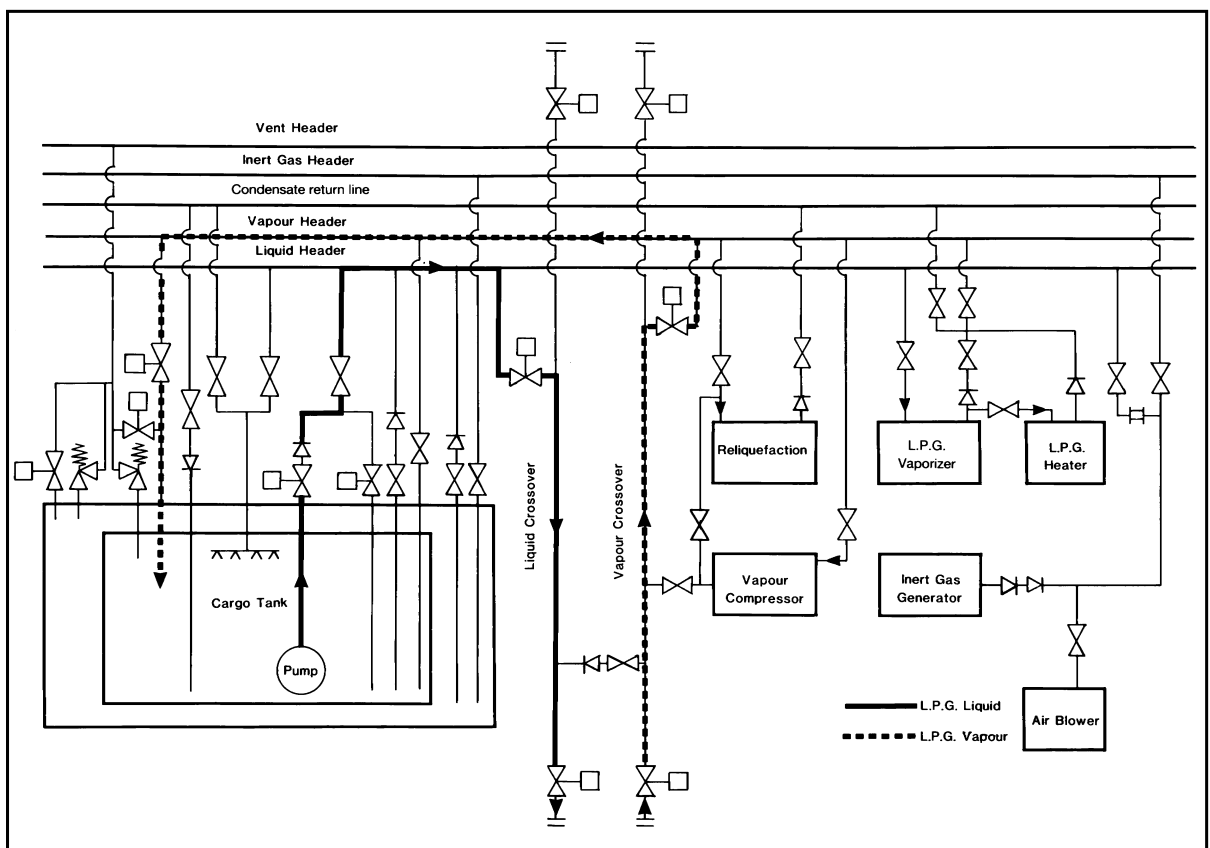 Vent Header
Inert Gas Header
Condensate return line
Vapour Header
Liquid Header
Liquid Crossover
Vapour Crossover
Reliquefaction
L.P.G.
Vaporizer
L.P.G.
Heater
Cargo Tank
Pump
Vapour
Compressor
Inert Gas
Generator
Air Blower
L.P.G. Liquid
L.P.G. Vapour